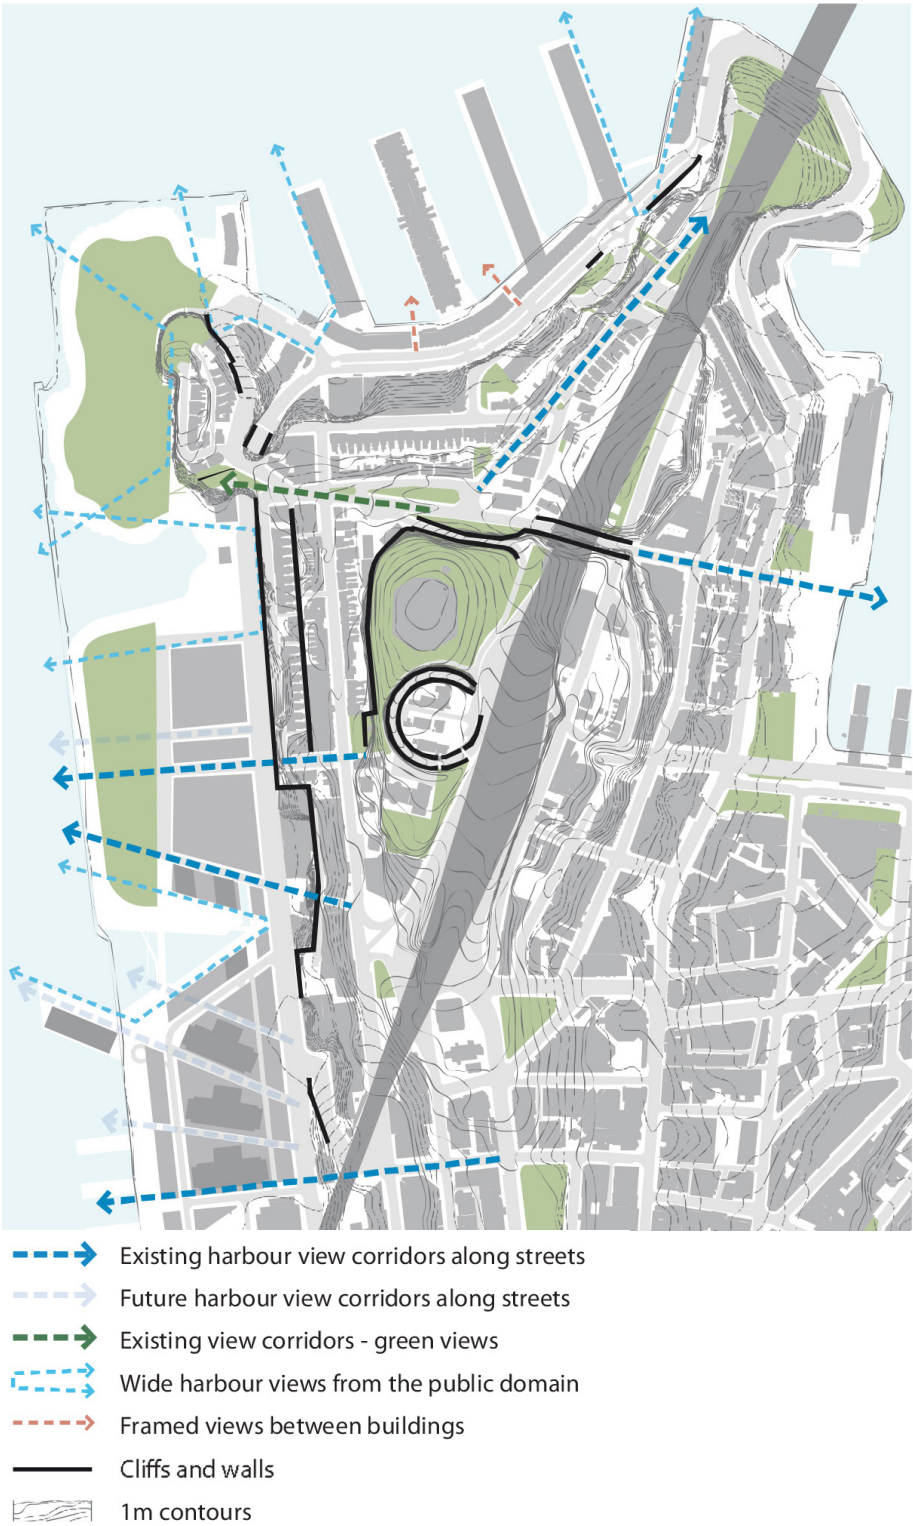 Existing harbour view corridors along streets
Future harbour view corridors along streets
Existing view corridors - green views
Wide harbour views from the public domain
Framed views between buildings
Cliffs and walls
1m contours